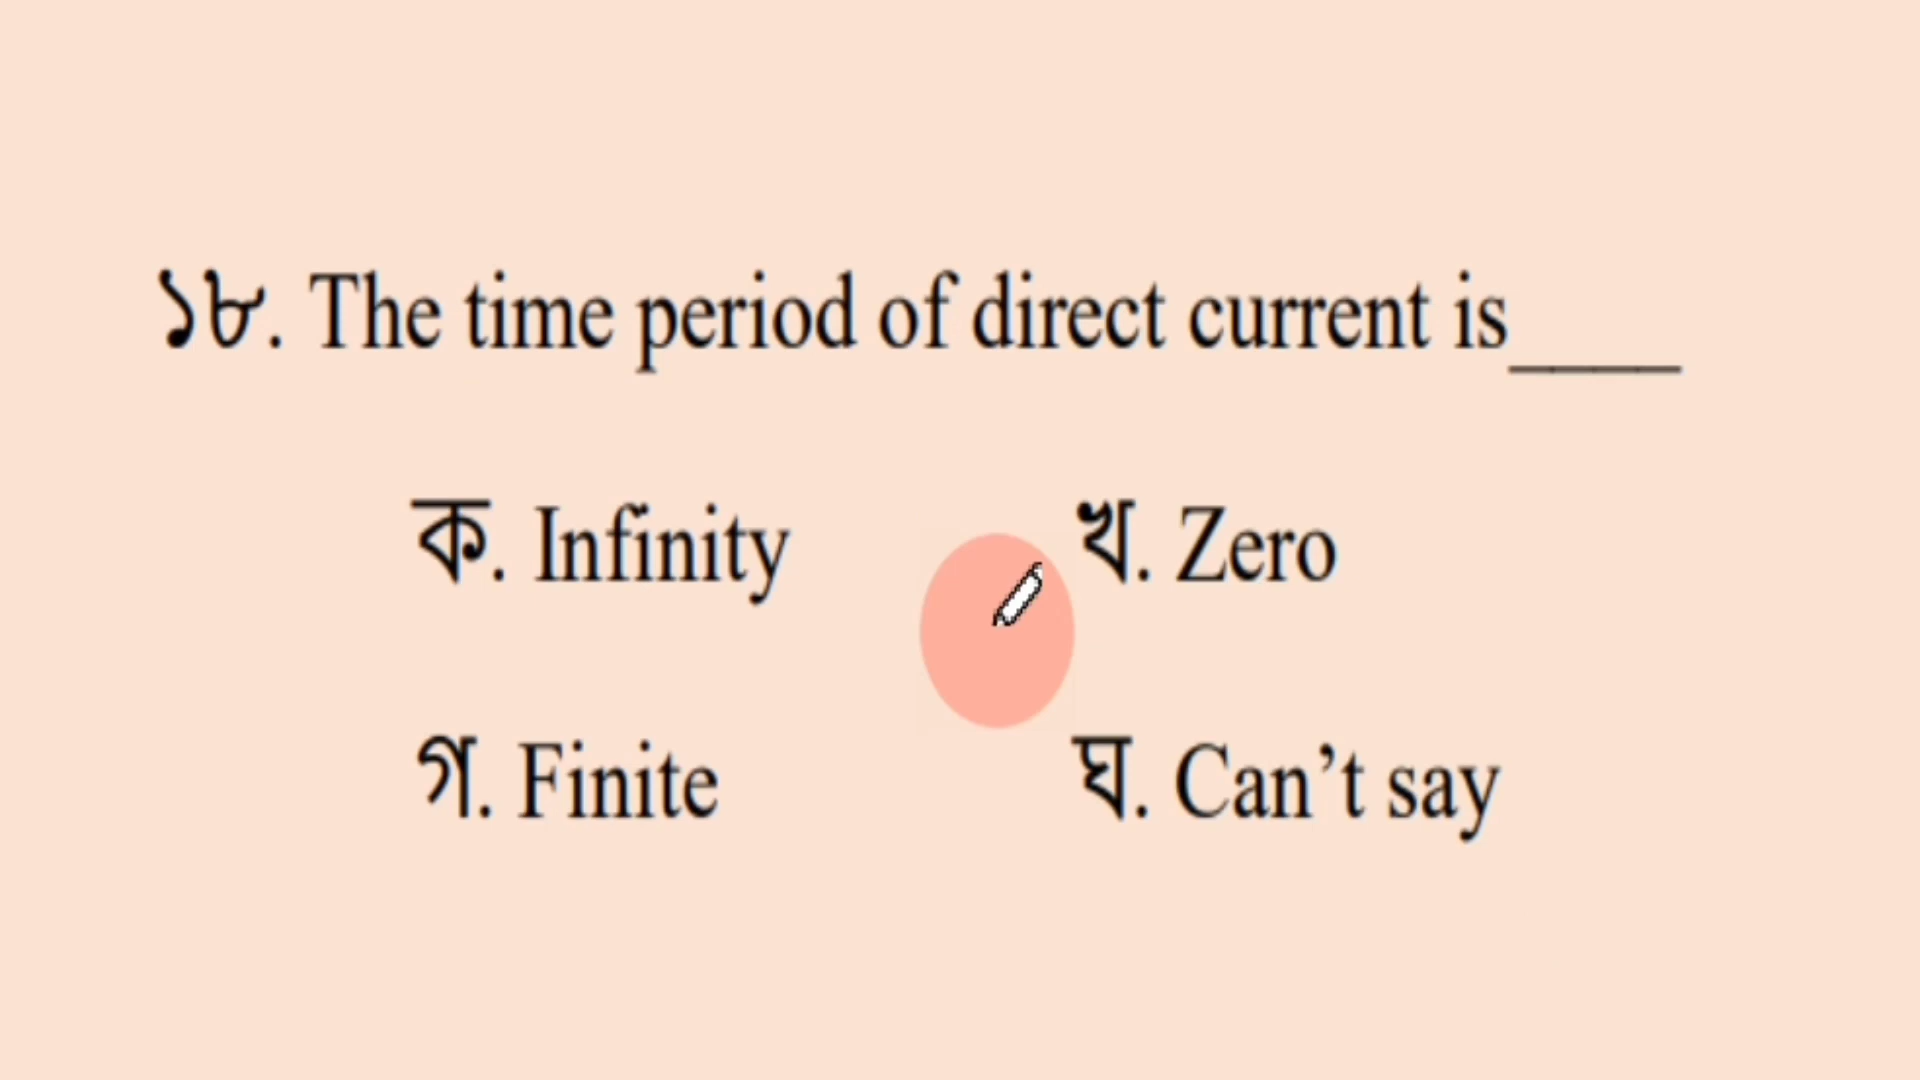 ১৮. The time period of direct current is____
ক. Infinity খ. Zero
গ. Finite ঘ. Can’t say